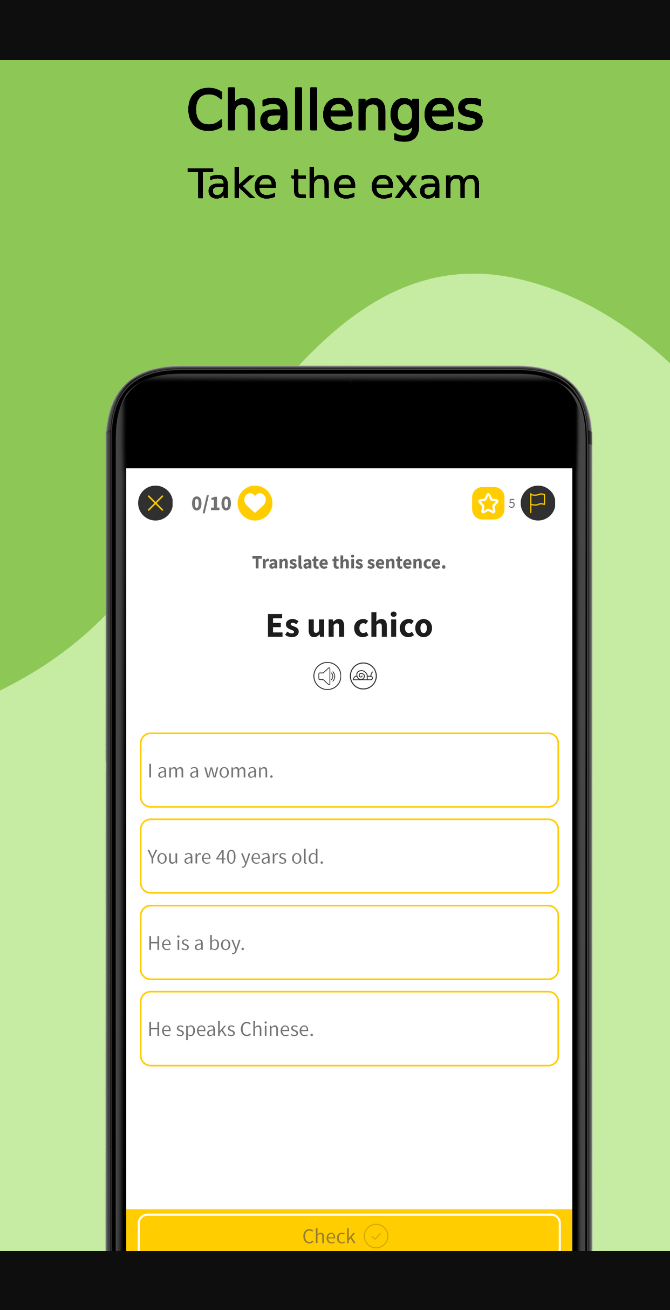 Challenges
Take the exam
0/10
5
Translate this sentence.
Es un chico
I am a woman.
You are 40 years old.
He is a boy.
He speaks Chinese.
Check